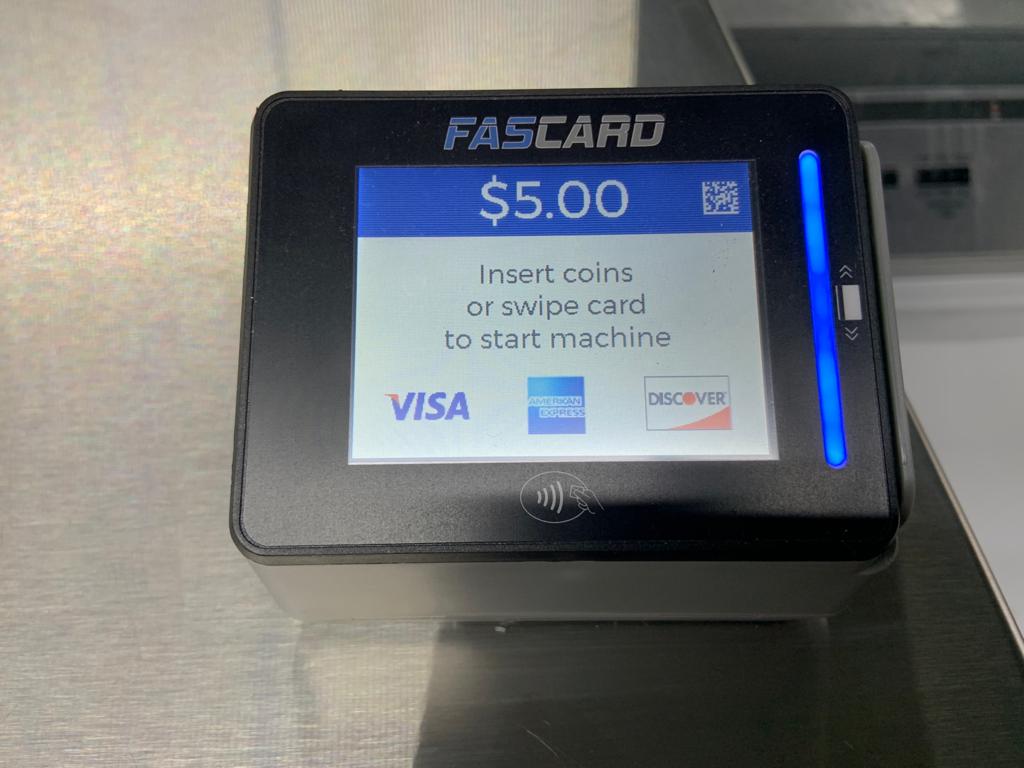 FASCARD
$5.00
Insert coins
or swipe card
to start machine
VISA
AMERICAN
EXPRESS
DISCOVER